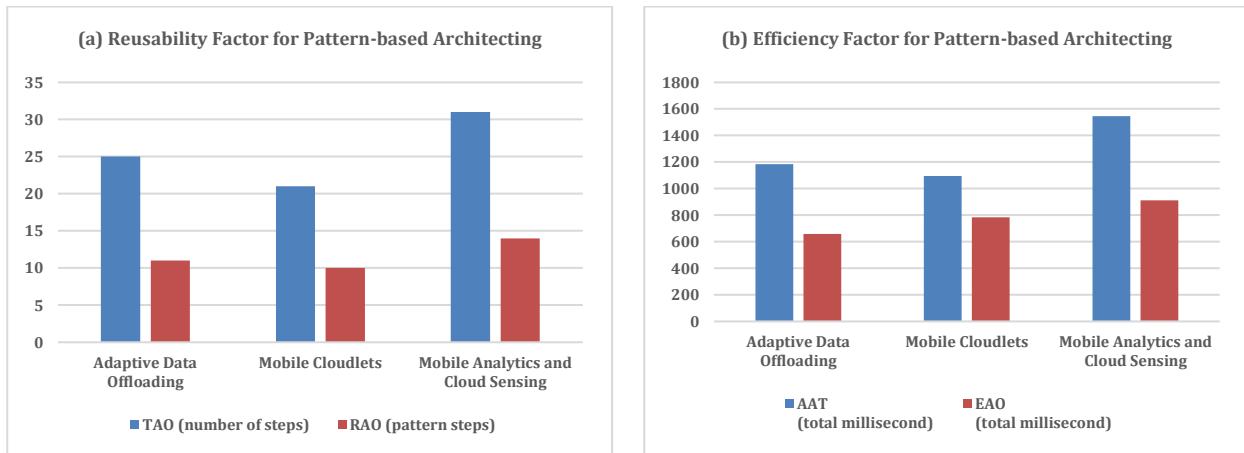 (a) Reusability Factor for Pattern-based Architecting
35
30
25
20
15
10
5
0
Adaptive Data
Offloading
Mobile Cloudlets
Mobile Analytics and
Cloud Sensing
TAO (number of steps)
RAO (pattern steps)
(b) Efficiency Factor for Pattern-based Architecting
1800
1600
1400
1200
1000
800
600
400
200
0
Adaptive Data
Offloading
Mobile Cloudlets
Mobile Analytics and
Cloud Sensing
AAT
(total millisecond)
EAO
(total millisecond)